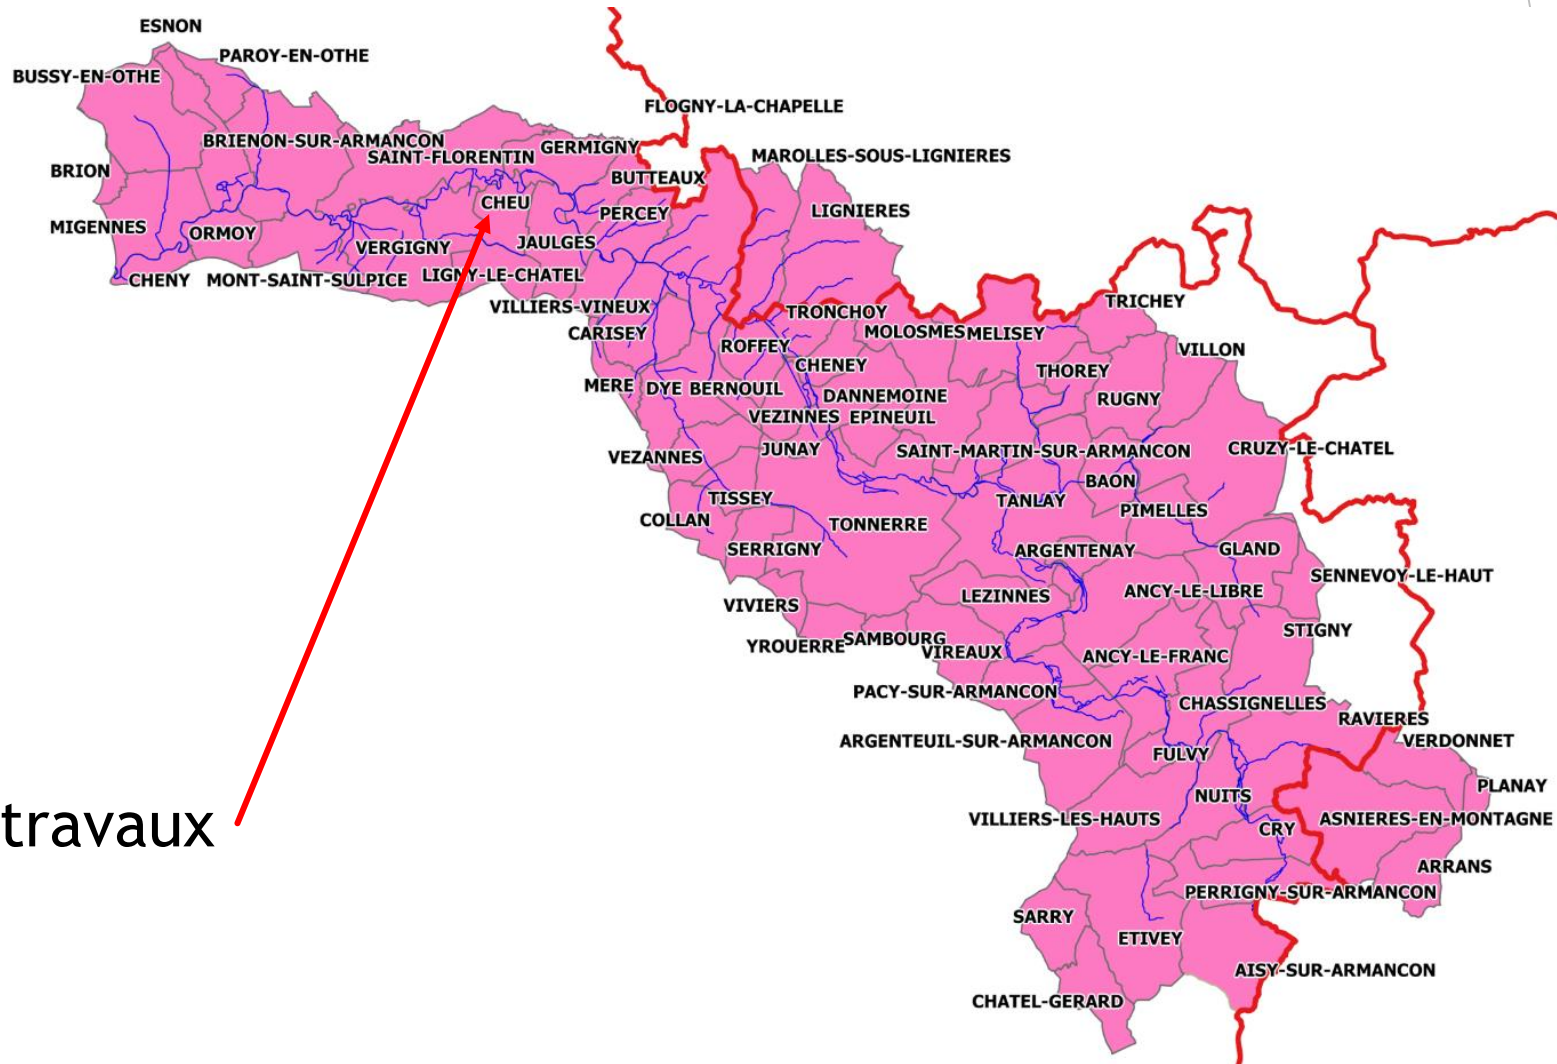 ESNON
PAROY-EN-OTHE
BUSSY-EN-OTHE
FLOGNY-LA-CHAPELLE
BRIENON-SUR-ARMANCON
GERMIGNY
SAINT-FLORENTIN
MAROLLES-SOUS-LIGNIERES
BRION
BUTTEAUX
CHEU
PERCEY
LIGNIERES
MIGENNES
ORMOY
VERGIGNY
JAULGES
CHENY
MONT-SAINT-SULPICE
LIGNY-LE-CHATEL
VILLIERS-VINEUX
TRONCHOY
TRICHEY
CARISEY
MOLOSMES
MELISEY
ROFFEY
VILLON
CHENEY
THOREY
MERE
DYE
BERNOUIL
DANNEMOINE
RUGNY
VEZINNES
EPINEUIL
VEZANNES
JUNAY
SAINT-MARTIN-SUR-ARMANCON
CRUZY-LE-CHATEL
BAON
TISSEY
TANLAY
PIMELLES
COLLAN
TONNERRE
SERRIGNY
ARGENTENAY
GLAND
SENNEVOY-LE-HAUT
LEZINNES
ANCY-LE-LIBRE
VIVIERS
STIGNY
YROUERRE
SAMBOURG
VIREAUX
ANCY-LE-FRANC
PACY-SUR-ARMANCON
CHASSIGNELLES
RAVIERES
ARGENTEUIL-SUR-ARMANCON
VERDONNET
FULVY
PLANAY
NUITS
travaux
VILLIERS-LES-HAUTS
CRY
ASNIERES-EN-MONTAGNE
ARRANS
PERRIGNY-SUR-ARMANCON
SARRY
ETIVEY
AISY-SUR-ARMANCON
CHATEL-GERARD